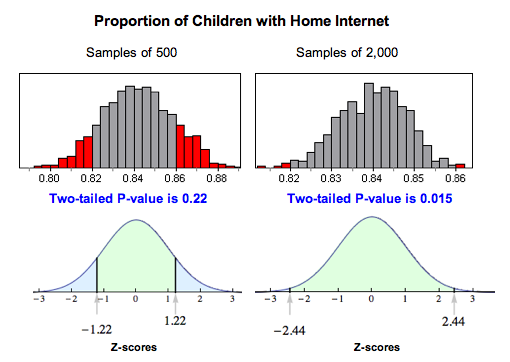 Proportion of Children with Home Internet
Samples of 500
Samples of 2,000
0.80 0.82 0.84 0.86 0.88
0.82 0.83 0.84 0.85 0.86
Two-tailed P-value is 0.22
Two-tailed P-value is 0.015
-3 -2 -1 0 1 2 3
-3 -2 -1 0 1 2 3
-1.22
1.22
-2.44
2.44
Z-scores
Z-scores